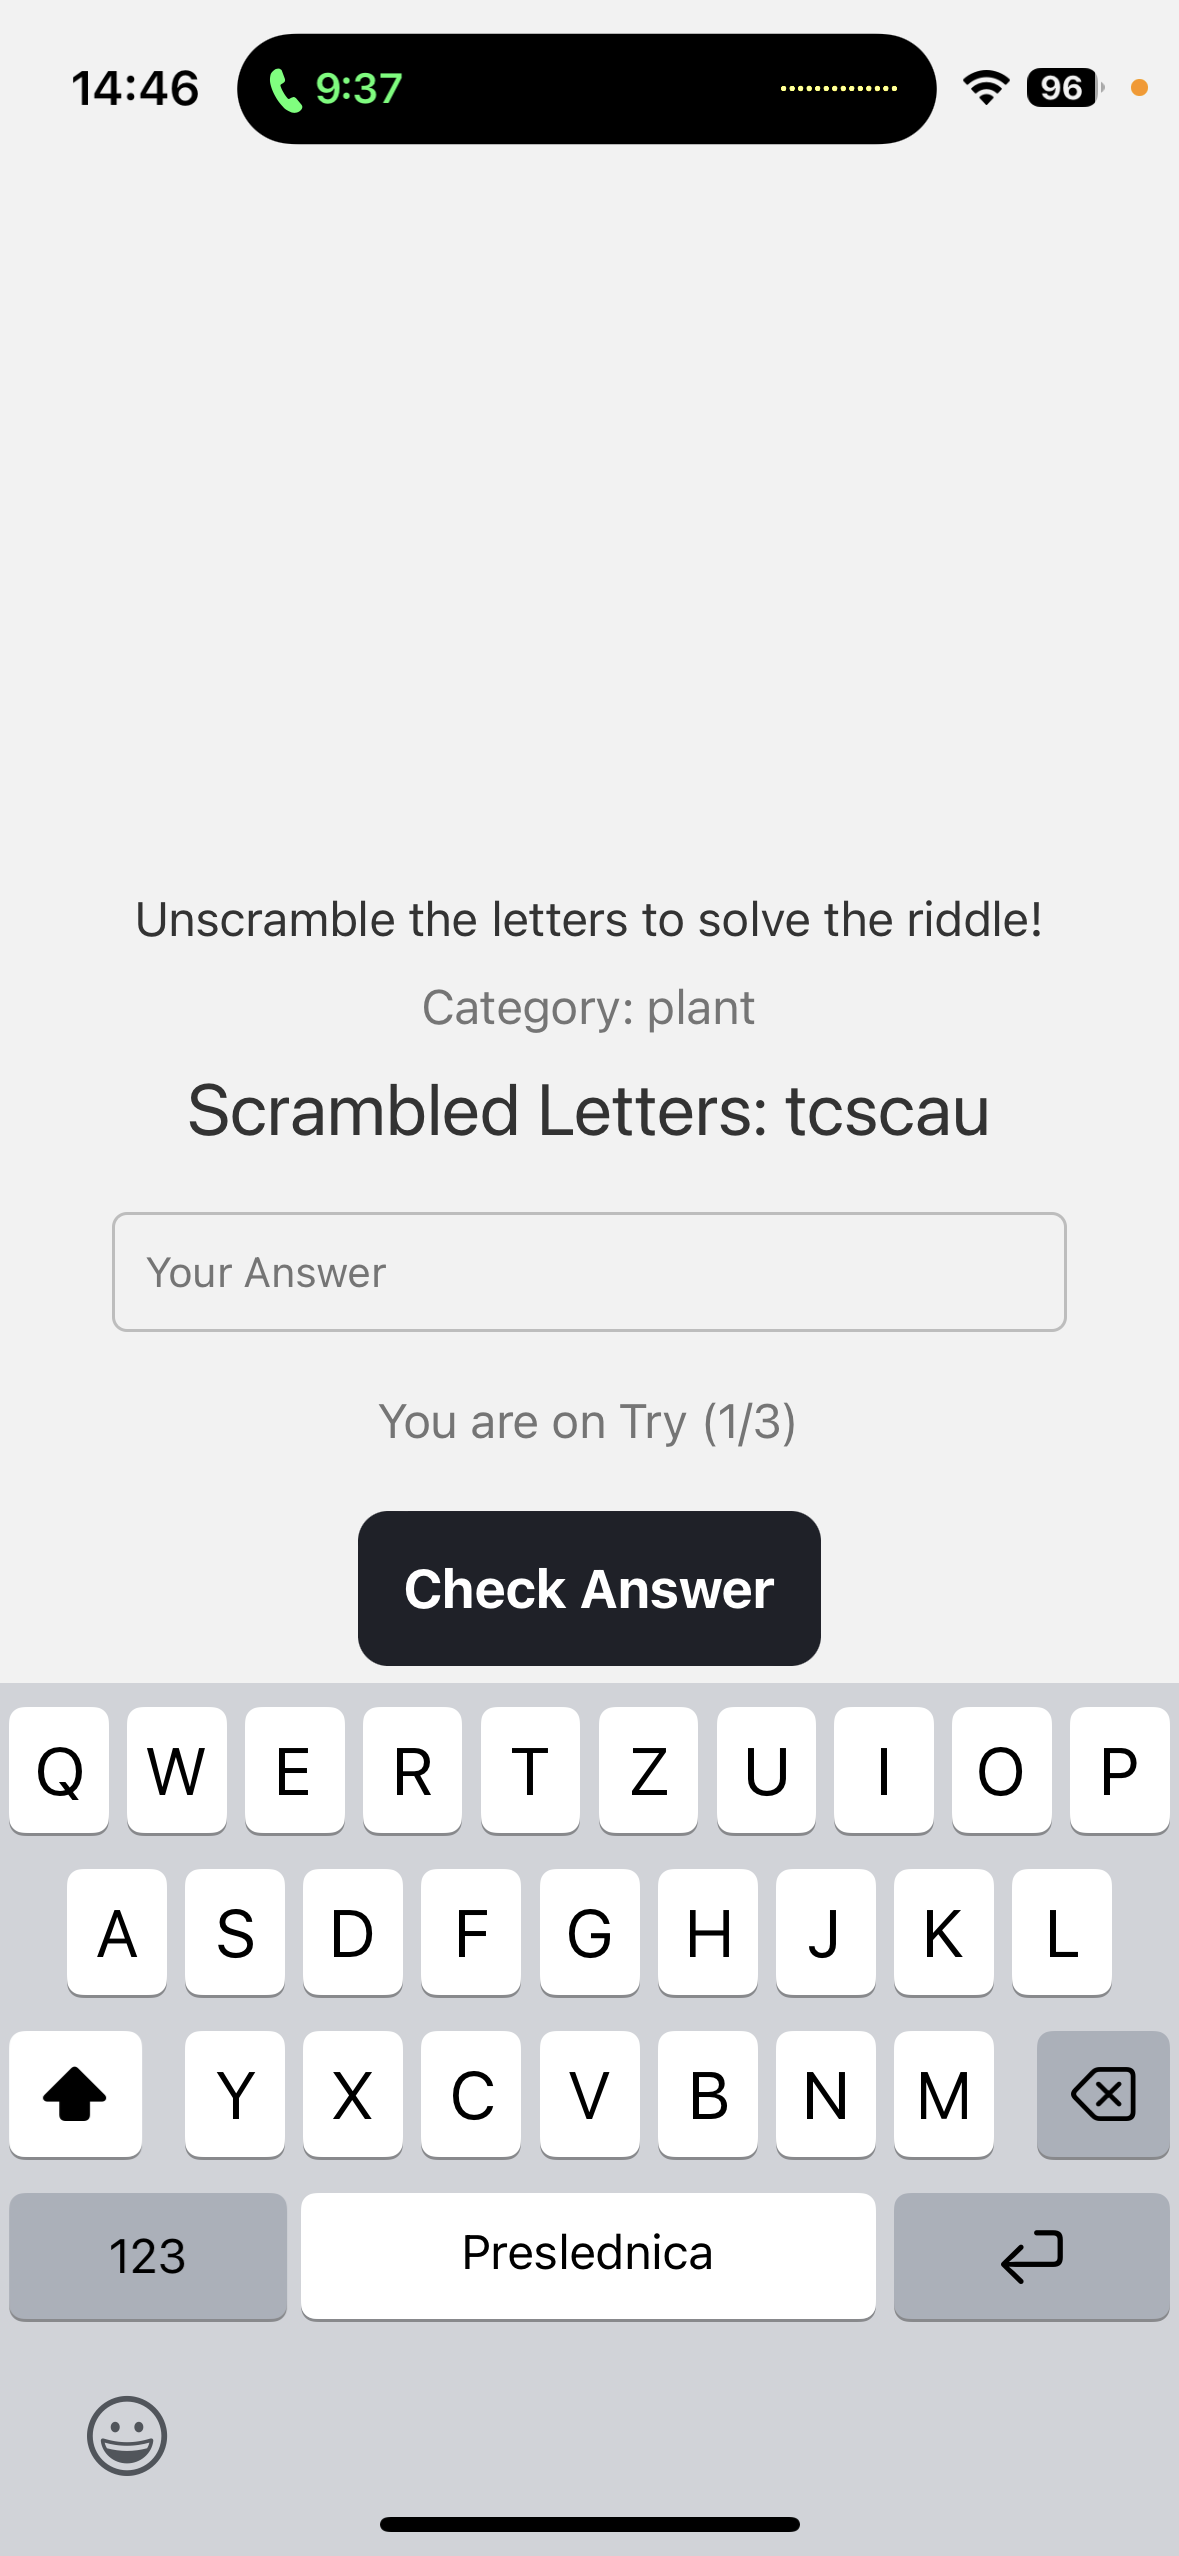 14:46 9:37 96
Unscramble the letters to solve the riddle!
Category: plant
Scrambled Letters: tcscau
Your Answer
You are on Try (1/3)
Check Answer
Q W E R T Z U I O P
A S D F G H J K L
Y X C V B N M
123 Preslednica